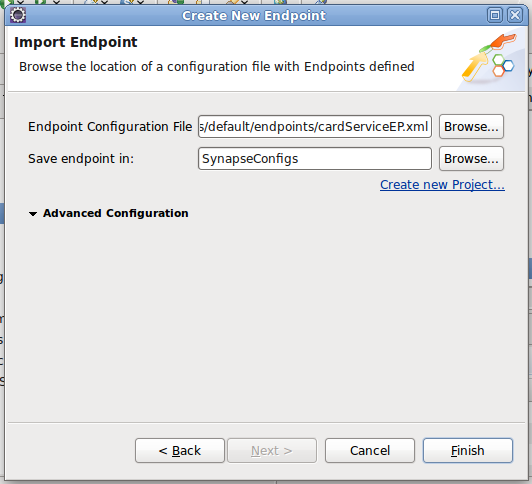 Create New Endpoint
Import Endpoint
Browse the location of a configuration file with Endpoints defined
Endpoint Configuration File s/default/endpoints/cardServiceEP.xml Browse...
Save endpoint in: SynapseConfigs Browse...
Create new Project...
Advanced Configuration
< Back Next > Cancel Finish